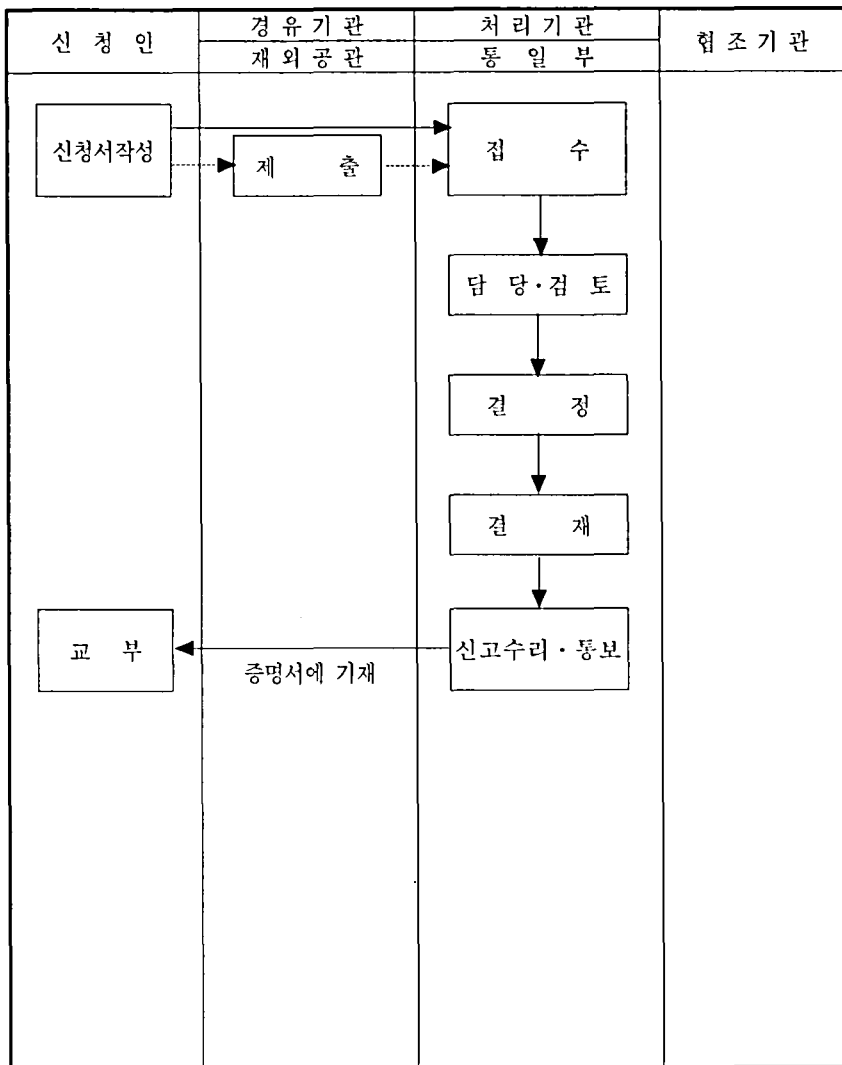 신 청 인
경 유 기 관
처 리 기 관
협 조 기 관
재 외 공 관
통 일 부
신청서작성
제 출
접 수
담 당·검 토
결 정
결 재
교 부
신고수리·통보
증명서에 기재